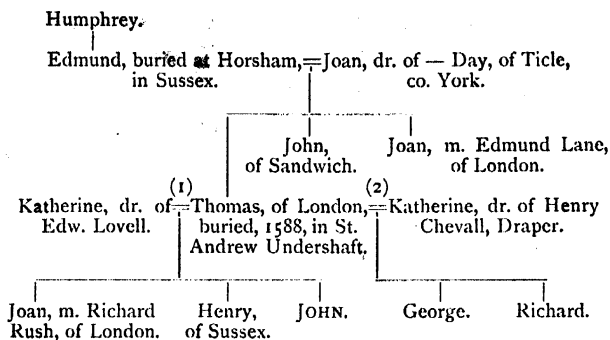 Humphrey.
Edmund, buried at Horsham,=Joan, dr. of — Day, of Ticle,
in Sussex.
co. York.
John,
of Sandwich.
Joan, m. Edmund Lane,
of London.
(1)
(2)
Katherine, dr. of=Thomas, of London,=Katherine, dr. of Henry
Edw. Lovell.
buried, 1588, in St.
Chevall, Draper.
Andrew Undershaft.
Joan, m. Richard
Rush, of London.
Henry,
of Sussex.
JOHN.
George.
Richard.